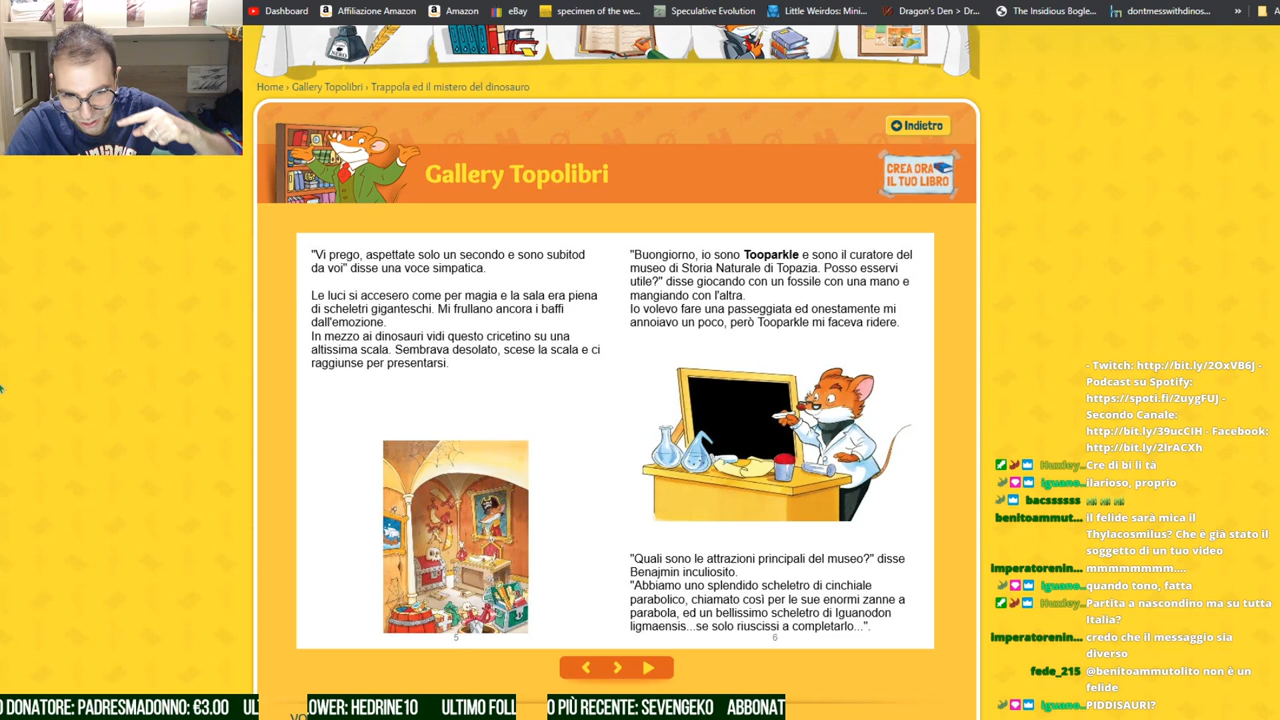 Dashboard Affiliazione Amazon Amazon eBay specimen of the we... Speculative Evolution Little Weirdos: Mini... Dragon's Den > Dr... The Insidious Bogle... dontmesswithdinos... »
Home › Gallery Topolibri › Trappola ed il mistero del dinosauro
Indietro
Gallery Topolibri
CREA ORA
IL TUO LIBRO
"Vi prego, aspettate solo un secondo e sono subitod
da voi" disse una voce simpatica.
Le luci si accesero come per magia e la sala era piena
di scheletri giganteschi. Mi frullano ancora i baffi
dall'emozione.
In mezzo ai dinosauri vidi questo cricetino su una
altissima scala. Sembrava desolato, scese la scala e ci
raggiunse per presentarsi.
5
"Buongiorno, io sono Tooparkle e sono il curatore del
museo di Storia Naturale di Topazia. Posso esservi
utile?" disse giocando con un fossile con una mano e
mangiando con l'altra.
Io volevo fare una passeggiata ed onestamente mi
annoiavo un poco, però Tooparkle mi faceva ridere.
"Quali sono le attrazioni principali del museo?" disse
Benajmin inculiosito.
"Abbiamo uno splendido scheletro di cinchiale
parabolico, chiamato così per le sue enormi zanne a
parabola, ed un bellissimo scheletro di Iguanodon
ligmaensis...se solo riuscissi a completarlo...".
6
- Twitch: http://bit.ly/2OxVB6J -
Podcast su Spotify:
https://spoti.fi/2uygFUJ -
Secondo Canale:
http://bit.ly/39ucCIH - Facebook:
http://bit.ly/2IrACXh
Huxley... Cre di bi li tà
iguano... ilarioso, proprio
bacssssss
benitoammut... il felide sarà mica il
Thylacosmilus? Che è già stato il
soggetto di un tuo video
imperatorenin... mmmmmmm....
iguano... quando tono, fatta
Huxley... Partita a nascondino ma su tutta
Italia?
imperatorenin... credo che il messaggio sia
diverso
fede_215 @benitoammutolito non è un
felide
iguano... PIDDISAURI?
O DONATORE: PADRESMADONNO: €3.00 UL
OWER: HEDRINE10 ULTIMO FOLL
O PIÙ RECENTE: SEVENGEKO ABBONAT